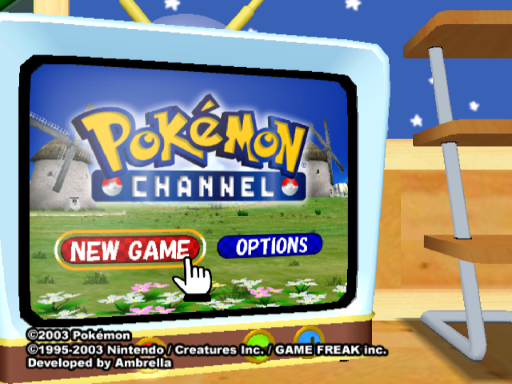 POKéMON
CHANNEL
NEW GAME
OPTIONS
©2003 Pokémon
©1995-2003 Nintendo / Creatures Inc. / GAME FREAK inc.
Developed by Ambrella